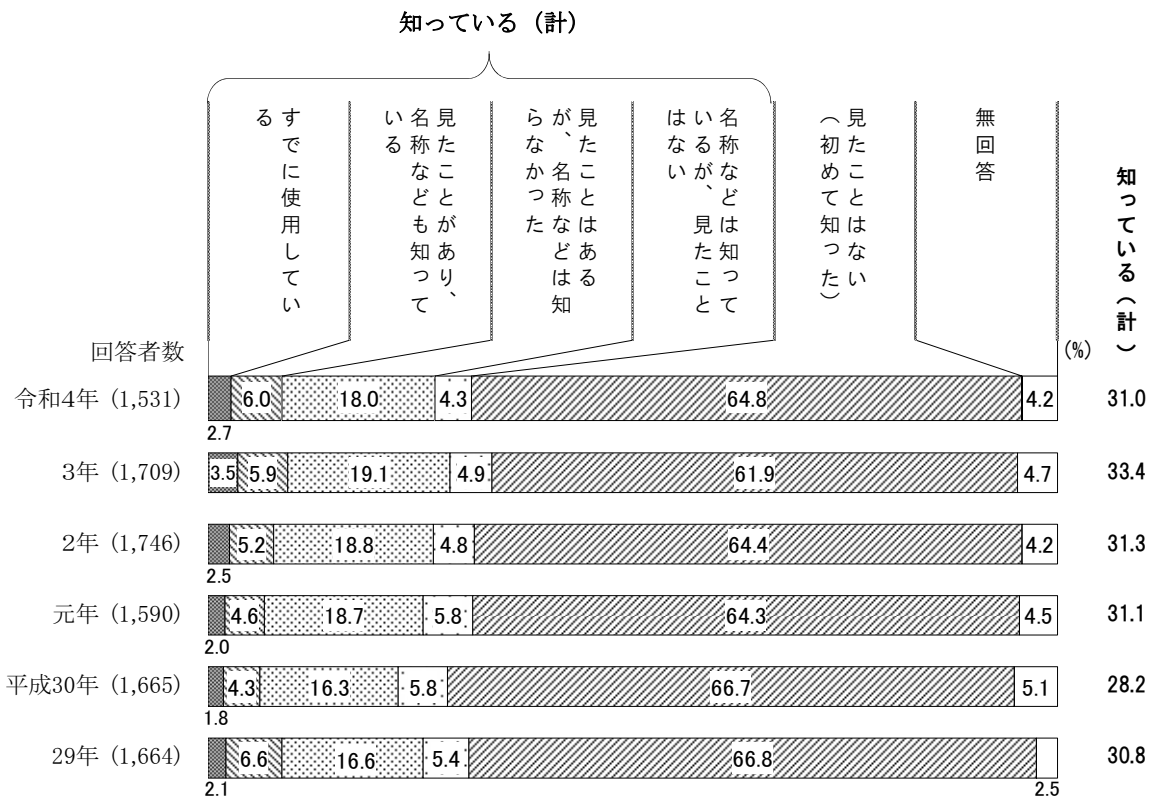 知っている（計）
すでに使用してい
る
見たことがあり、
名称なども知って
いる
見たことはある
が、名称などは知
らなかった
名称などは知って
いるが、見たこと
はない
見たことはない
（初めて知った）
無回答
知っている（計）
回答者数
(%)
令和4年 (1,531) 6.0 18.0 4.3 64.8 4.2 31.0
2.7
3年 (1,709) 3.5 5.9 19.1 4.9 61.9 4.7 33.4
2年 (1,746) 5.2 18.8 4.8 64.4 4.2 31.3
2.5
元年 (1,590) 4.6 18.7 5.8 64.3 4.5 31.1
2.0
平成30年 (1,665) 4.3 16.3 5.8 66.7 5.1 28.2
1.8
29年 (1,664) 6.6 16.6 5.4 66.8 30.8
2.1 2.5